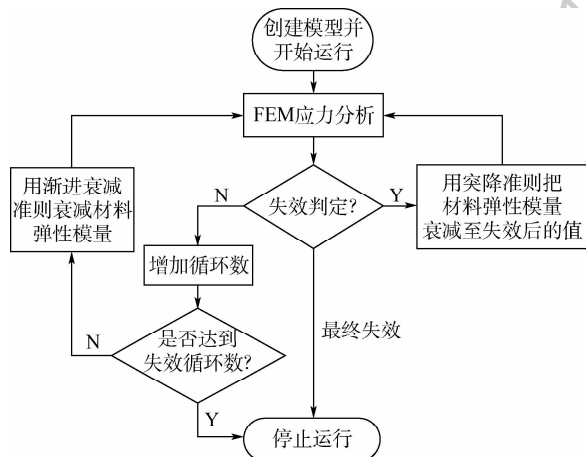 创建模型并
开始运行
FEM应力分析
用渐进衰减
准则衰减材料
弹性模量
N
失效判定?
Y
用突降准则把
材料弹性模量
衰减至失效后的值
增加循环数
N
是否达到
失效循环数?
最终失效
Y
停止运行